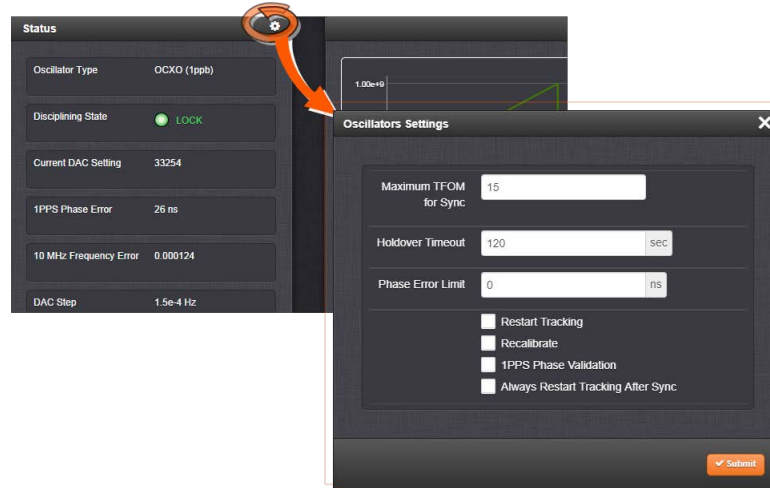 Status
Oscillator Type OCXO (1ppb)
Disciplining State LOCK
Current DAC Setting 33254
1PPS Phase Error 26 ns
10 MHz Frequency Error 0.000124
DAC Step 1.5e-4 Hz
1.00e+9
Oscillators Settings
Maximum TFOM
for Sync
15
Holdover Timeout 120 sec
Phase Error Limit 0 ns
Restart Tracking
Recalibrate
1PPS Phase Validation
Always Restart Tracking After Sync
Submit